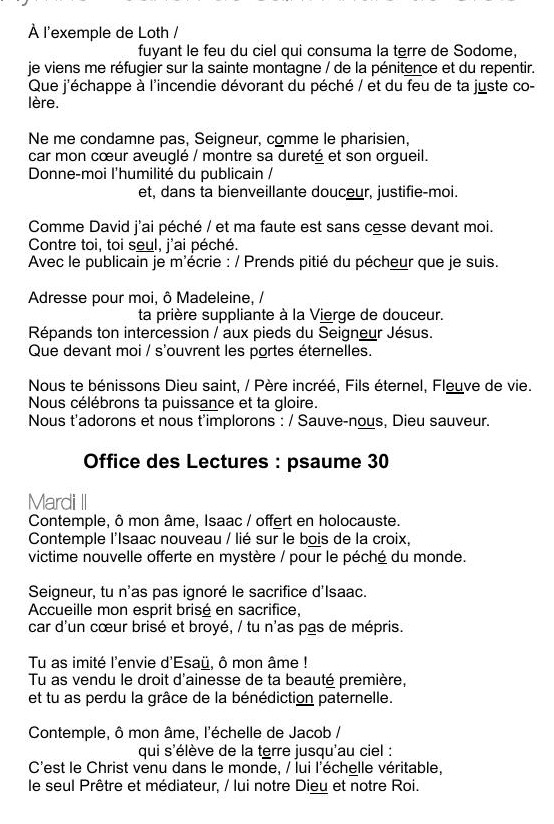 À l'exemple de Loth /
fuyant le feu du ciel qui consuma la terre de Sodome,
je viens me réfugier sur la sainte montagne / de la pénitence et du repentir.
Que j'échappe à l'incendie dévorant du péché / et du feu de ta juste co-
lère.
Ne me condamne pas, Seigneur, comme le pharisien,
car mon cœur aveuglé / montre sa dureté et son orgueil.
Donne-moi l'humilité du publicain /
et, dans ta bienveillante douceur, justifie-moi.
Comme David j'ai péché / et ma faute est sans cesse devant moi.
Contre toi, toi seul, j'ai péché.
Avec le publicain je m'écrie : / Prends pitié du pécheur que je suis.
Adresse pour moi, ô Madeleine, /
ta prière suppliante à la Vierge de douceur.
Répands ton intercession / aux pieds du Seigneur Jésus.
Que devant moi / s'ouvrent les portes éternelles.
Nous te bénissons Dieu saint, / Père incréé, Fils éternel, Fleuve de vie.
Nous célébrons ta puissance et ta gloire.
Nous t'adorons et nous t'implorons : / Sauve-nous, Dieu sauveur.
Office des Lectures : psaume 30
Mardi II
Contemple, ô mon âme, Isaac / offert en holocauste.
Contemple l'Isaac nouveau / lié sur le bois de la croix,
victime nouvelle offerte en mystère / pour le péché du monde.
Seigneur, tu n'as pas ignoré le sacrifice d'Isaac.
Accueille mon esprit brisé en sacrifice,
car d'un cœur brisé et broyé, / tu n'as pas de mépris.
Tu as imité l'envie d'Esaü, ô mon âme !
Tu as vendu le droit d'ainesse de ta beauté première,
et tu as perdu la grâce de la bénédiction paternelle.
Contemple, ô mon âme, l'échelle de Jacob /
qui s'élève de la terre jusqu'au ciel :
C'est le Christ venu dans le monde, / lui l'échelle véritable,
le seul Prêtre et médiateur, / lui notre Dieu et notre Roi.